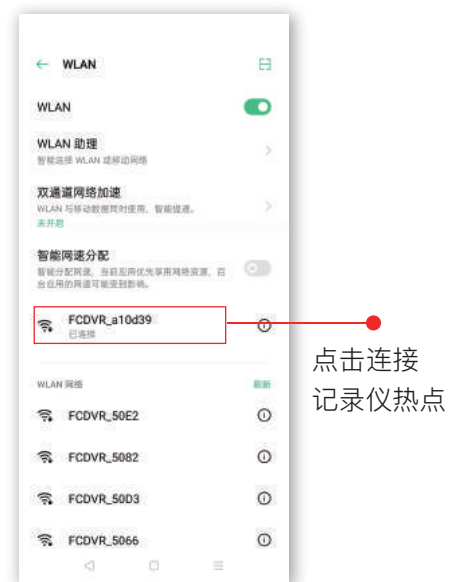 WLAN
WLAN
WLAN 助理
智能选择 WLAN 或移动网络
双通道网络加速
WLAN 与移动数据同时使用，智能提速。
未开启
智能网速分配
智能分配网速，当前应用优先享用网络资源，后
台应用的网速可能受到影响。
FCDVR_a10d39
已连接
点击连接
记录仪热点
WLAN 网络
刷新
FCDVR_50E2
FCDVR_5082
FCDVR_50D3
FCDVR_5066